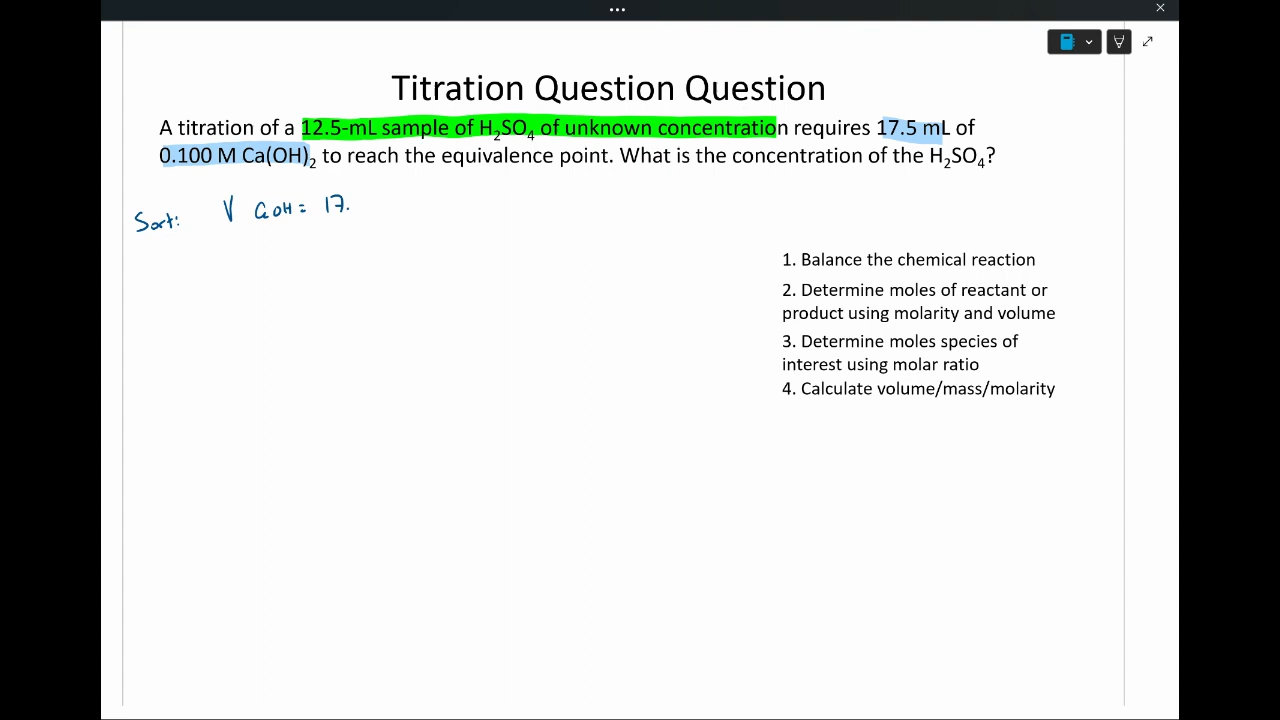 Titration Question Question
A titration of a 12.5-mL sample of H₂SO₄ of unknown concentration requires 17.5 mL of
0.100 M Ca(OH)₂ to reach the equivalence point. What is the concentration of the H₂SO₄?
Sort: V CaOH = 17.
1. Balance the chemical reaction
2. Determine moles of reactant or
product using molarity and volume
3. Determine moles species of
interest using molar ratio
4. Calculate volume/mass/molarity